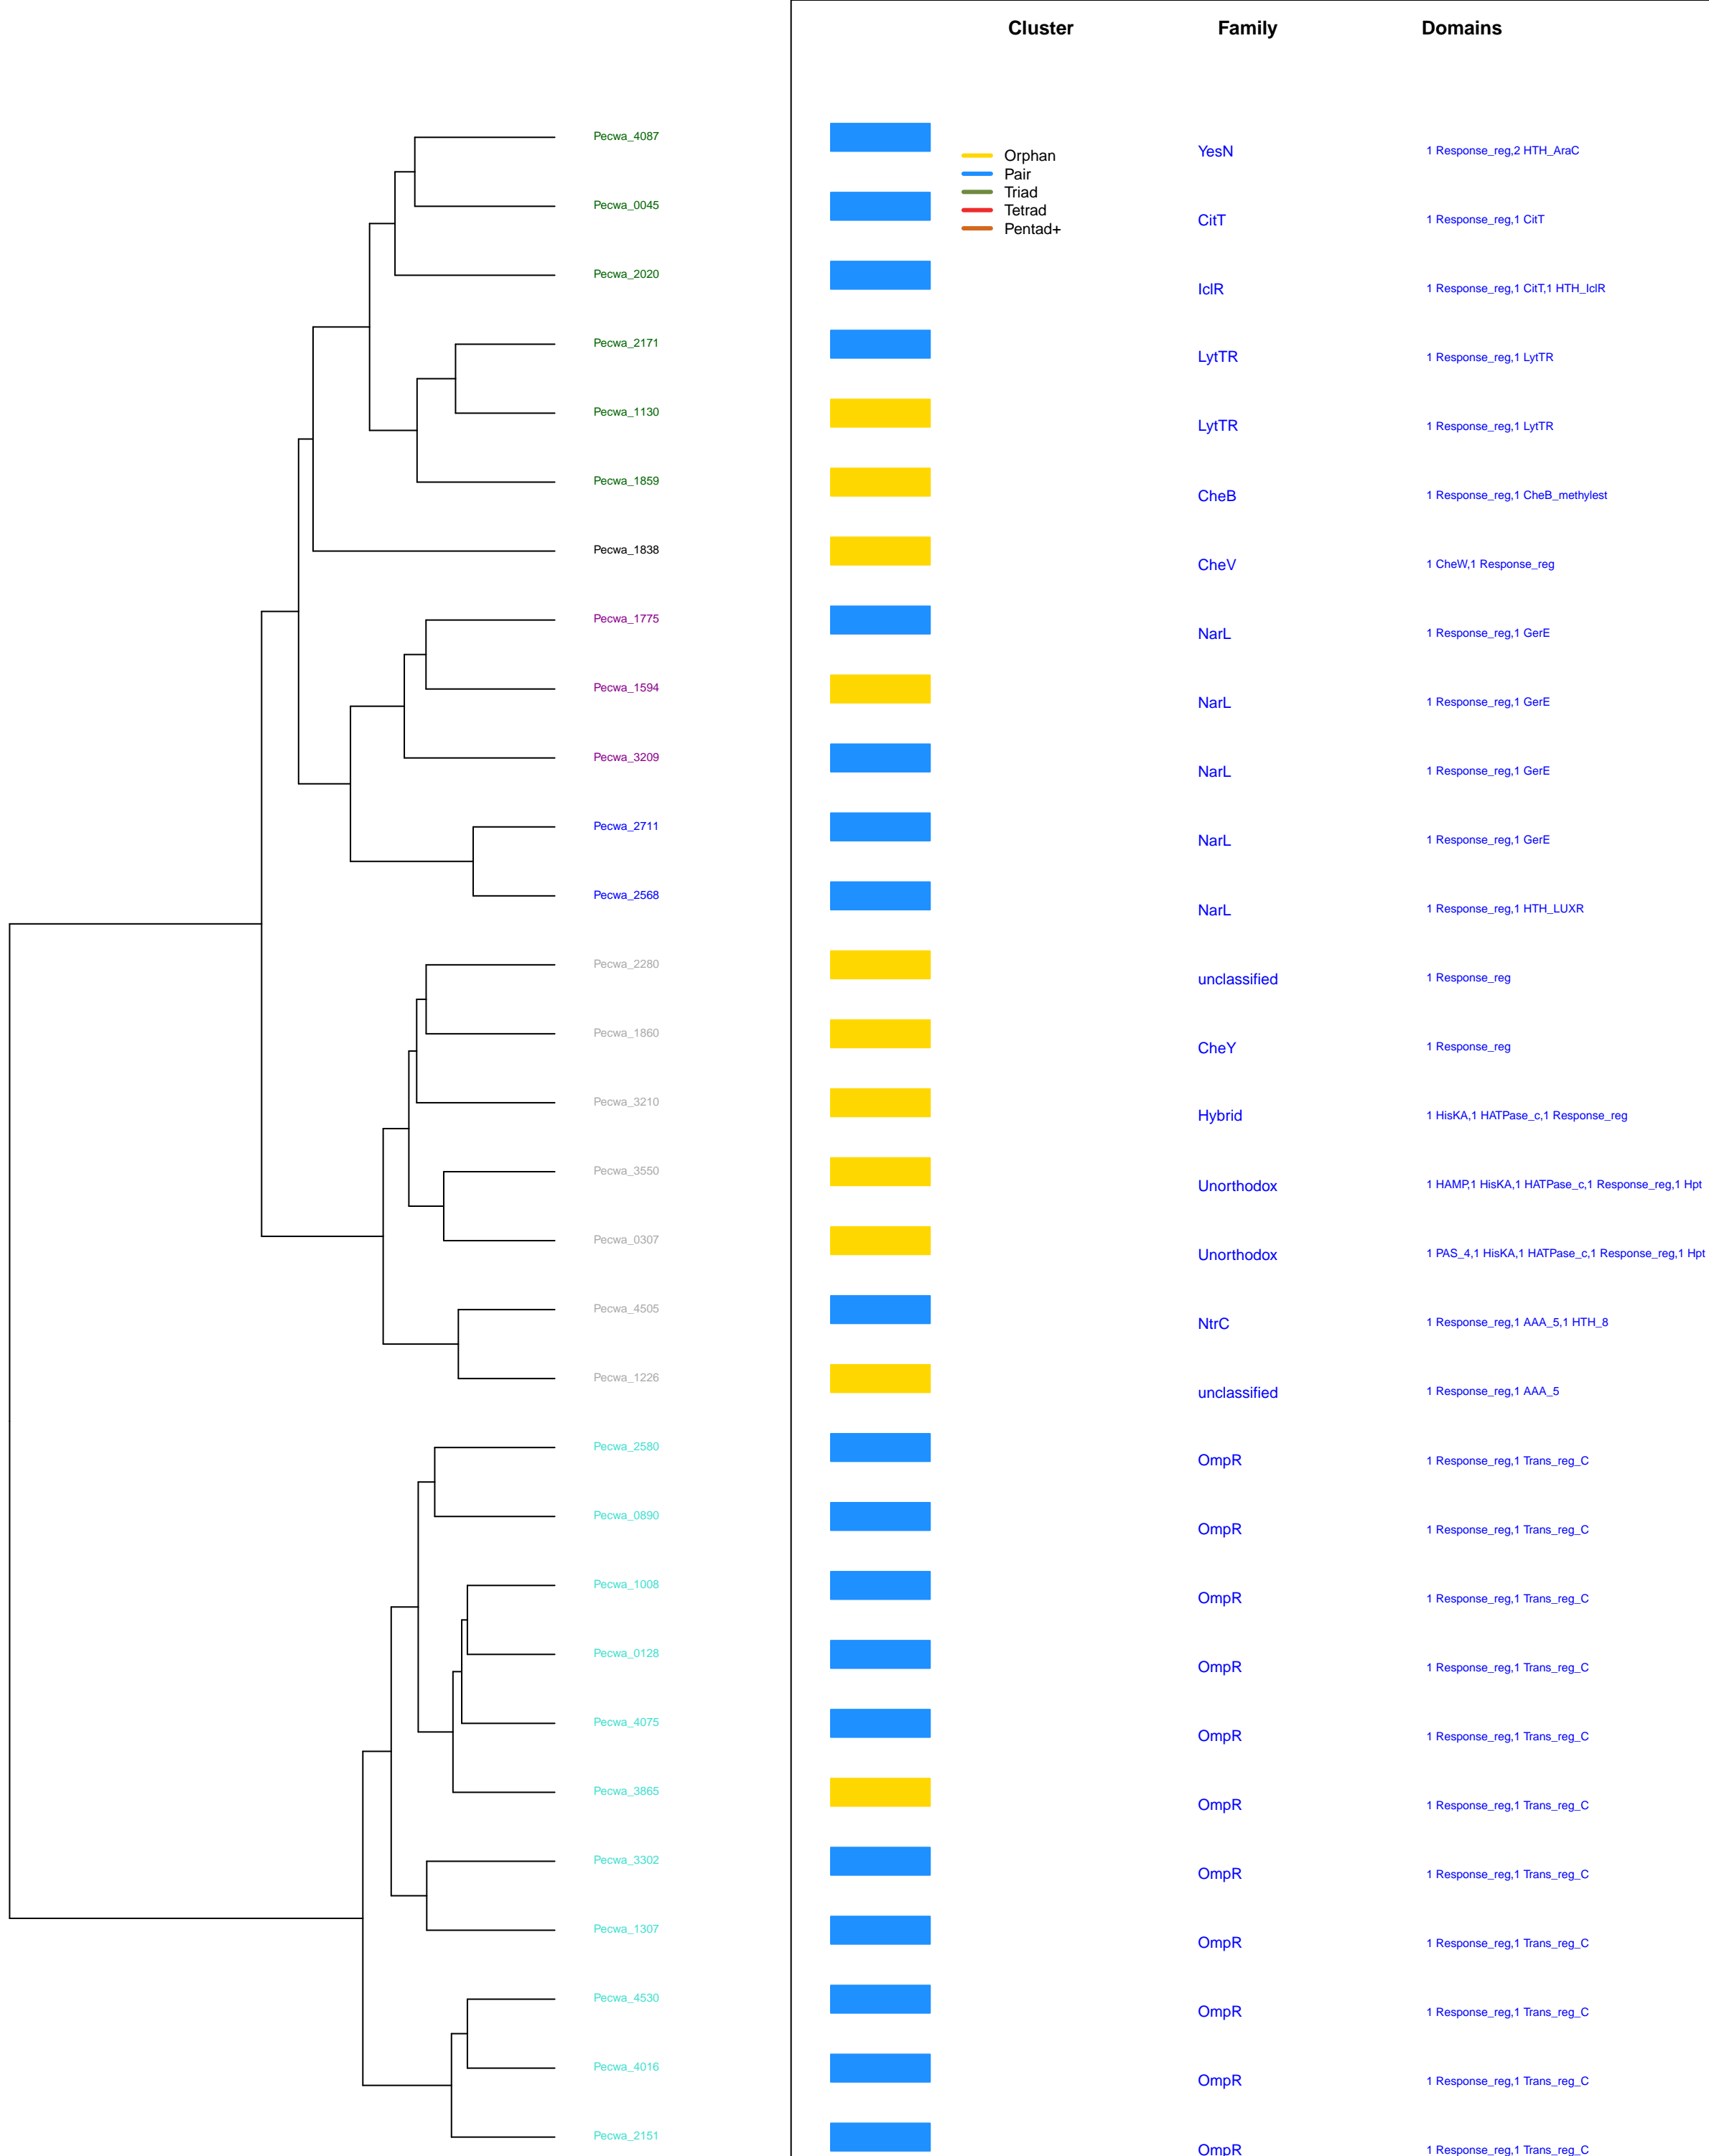 Cluster Family Domains
Pecwa_4087 YesN 1 Response_reg,2 HTH_AraC
Orphan
Pair
Triad
Tetrad
Pentad+
Pecwa_0045 CitT 1 Response_reg,1 CitT
Pecwa_2020 IclR 1 Response_reg,1 CitT,1 HTH_IclR
Pecwa_2171 LytTR 1 Response_reg,1 LytTR
Pecwa_1130 LytTR 1 Response_reg,1 LytTR
Pecwa_1859 CheB 1 Response_reg,1 CheB_methylest
Pecwa_1838 CheV 1 CheW,1 Response_reg
Pecwa_1775 NarL 1 Response_reg,1 GerE
Pecwa_1594 NarL 1 Response_reg,1 GerE
Pecwa_3209 NarL 1 Response_reg,1 GerE
Pecwa_2711 NarL 1 Response_reg,1 GerE
Pecwa_2568 NarL 1 Response_reg,1 HTH_LUXR
Pecwa_2280 unclassified 1 Response_reg
Pecwa_1860 CheY 1 Response_reg
Pecwa_3210 Hybrid 1 HisKA,1 HATPase_c,1 Response_reg
Pecwa_3550 Unorthodox 1 HAMP,1 HisKA,1 HATPase_c,1 Response_reg,1 Hpt
Pecwa_0307 Unorthodox 1 PAS_4,1 HisKA,1 HATPase_c,1 Response_reg,1 Hpt
Pecwa_4505 NtrC 1 Response_reg,1 AAA_5,1 HTH_8
Pecwa_1226 unclassified 1 Response_reg,1 AAA_5
Pecwa_2580 OmpR 1 Response_reg,1 Trans_reg_C
Pecwa_0890 OmpR 1 Response_reg,1 Trans_reg_C
Pecwa_1008 OmpR 1 Response_reg,1 Trans_reg_C
Pecwa_0128 OmpR 1 Response_reg,1 Trans_reg_C
Pecwa_4075 OmpR 1 Response_reg,1 Trans_reg_C
Pecwa_3865 OmpR 1 Response_reg,1 Trans_reg_C
Pecwa_3302 OmpR 1 Response_reg,1 Trans_reg_C
Pecwa_1307 OmpR 1 Response_reg,1 Trans_reg_C
Pecwa_4530 OmpR 1 Response_reg,1 Trans_reg_C
Pecwa_4016 OmpR 1 Response_reg,1 Trans_reg_C
Pecwa_2151 OmpR 1 Response_reg,1 Trans_reg_C